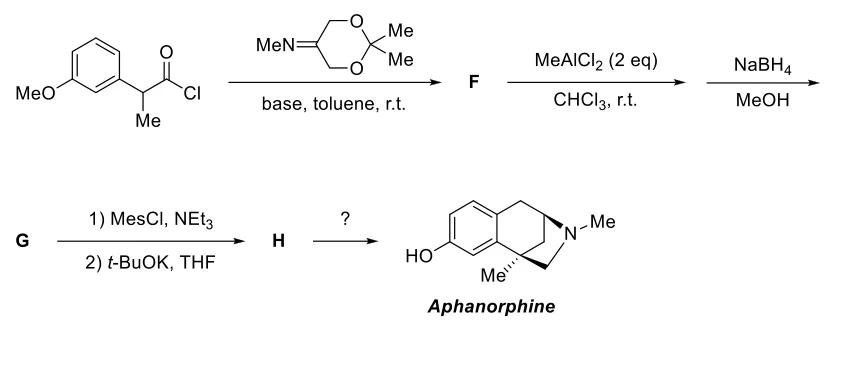 MeO
O
Cl
Me
MeN
O
O
Me
Me
base, toluene, r.t.
F
MeAlCl2 (2 eq)
CHCl3, r.t.
NaBH4
MeOH
G
1) MesCl, NEt3
2) t-BuOK, THF
H
?
HO
Me
N
Me
Aphanorphine